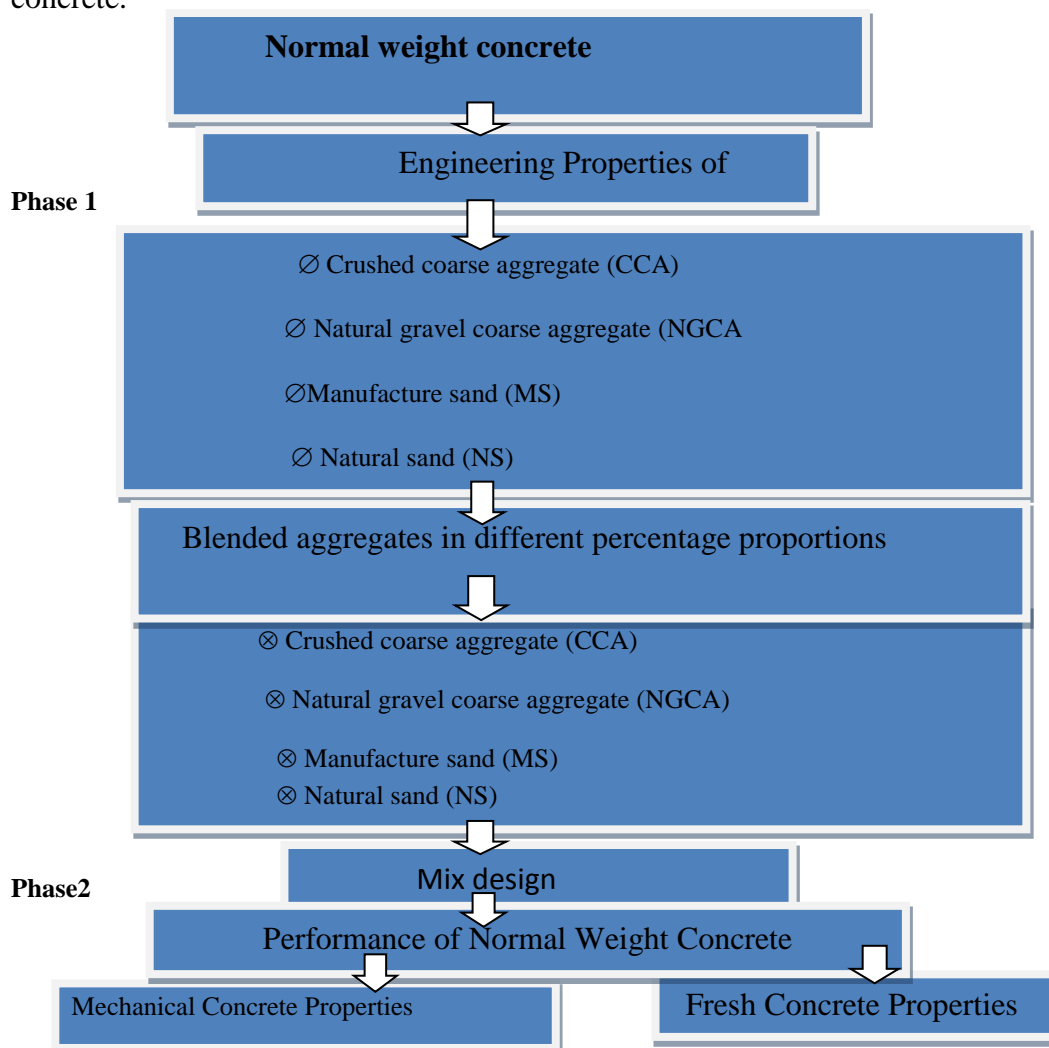 concrete.
Normal weight concrete
Engineering Properties of
Phase 1
∅ Crushed coarse aggregate (CCA)
∅ Natural gravel coarse aggregate (NGCA
∅Manufacture sand (MS)
∅ Natural sand (NS)
Blended aggregates in different percentage proportions
⊗ Crushed coarse aggregate (CCA)
⊗ Natural gravel coarse aggregate (NGCA)
⊗ Manufacture sand (MS)
⊗ Natural sand (NS)
Mix design
Phase2
Performance of Normal Weight Concrete
Mechanical Concrete Properties
Fresh Concrete Properties